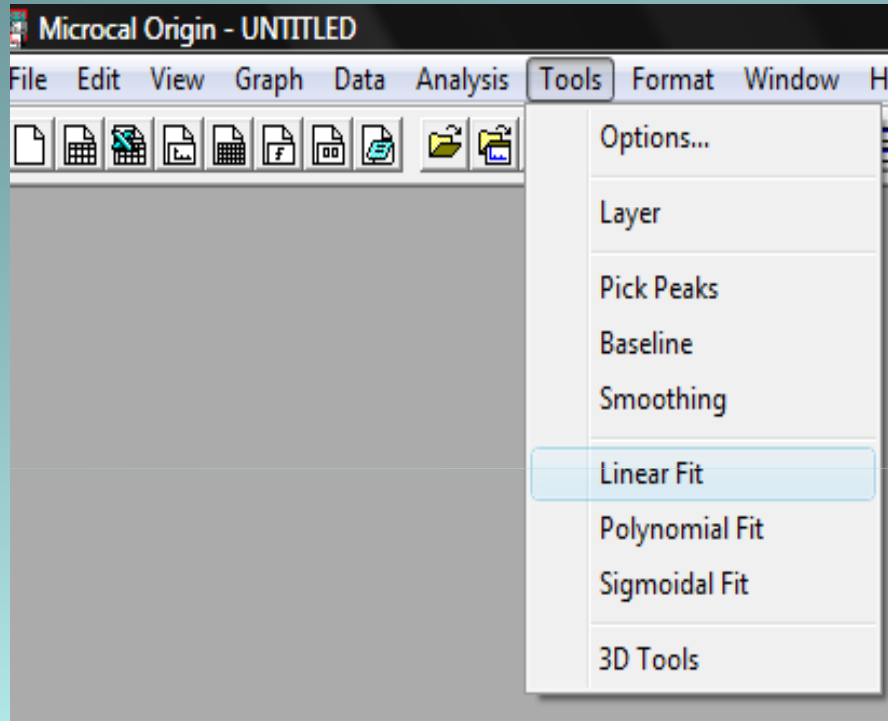 Microcal Origin - UNTITLED
File Edit View Graph Data Analysis Tools Format Window H
Options...
Layer
Pick Peaks
Baseline
Smoothing
Linear Fit
Polynomial Fit
Sigmoidal Fit
3D Tools